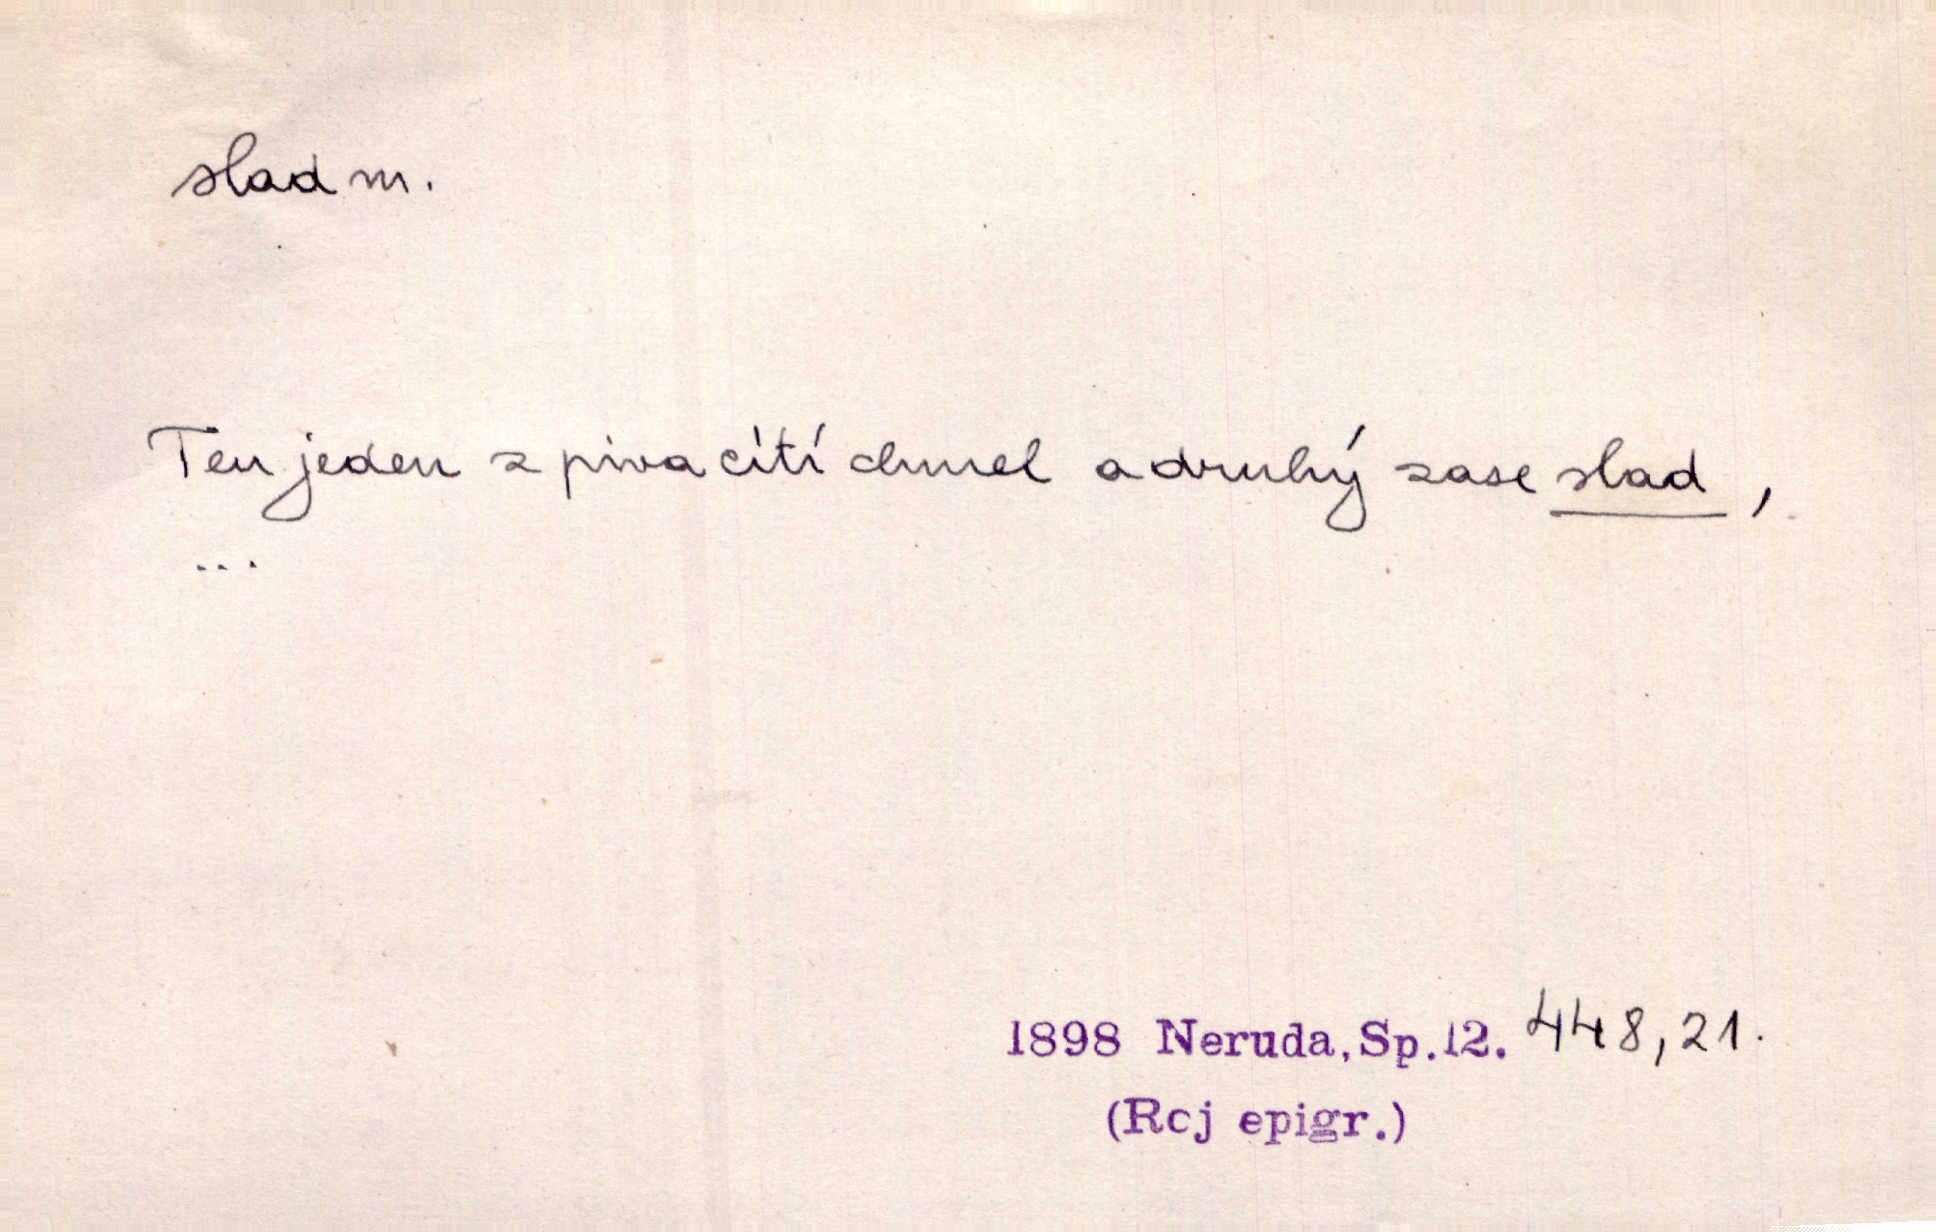 slad m.
Ten jeden z piva cítí chmel a druhý zase slad,
...
1898 Neruda, Sp. 12. 448,21.
(Rcj epigr.)